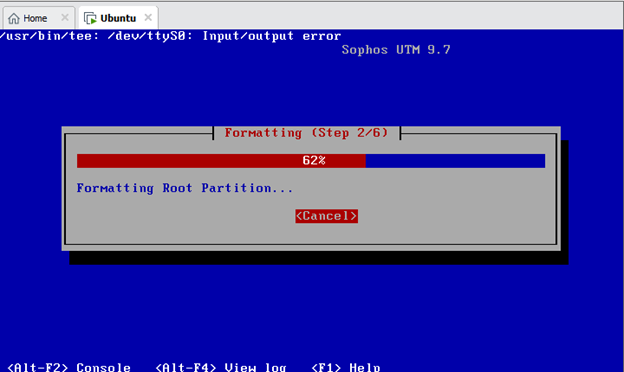 Home
Ubuntu
/usr/bin/tee: /dev/ttyS0: Input/output error
Sophos UTM 9.7
Formatting (Step 2/6)
62%
Formatting Root Partition...
<Cancel>
<Alt-F2> Console <Alt-F4> View log <F1> Help